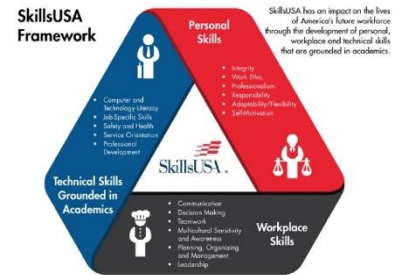 SkillsUSA
Framework
SkillsUSA has an impact on the lives
of America's future workforce
through the development of personal,
workplace and technical skills
that are grounded in academics.
Personal
Skills
• Integrity
• Work Ethic
• Professionalism
• Responsibility
• Adaptability/Flexibility
• Self-Motivation
• Computer and
Technology Literacy
• Job-Specific Skills
• Safety and Health
• Service Orientation
• Professional
Development
SkillsUSA.
Technical Skills
Grounded in
Academics
• Communication
• Decision Making
• Teamwork
• Multicultural Sensitivity
and Awareness
• Planning, Organizing
and Management
• Leadership
Workplace
Skills